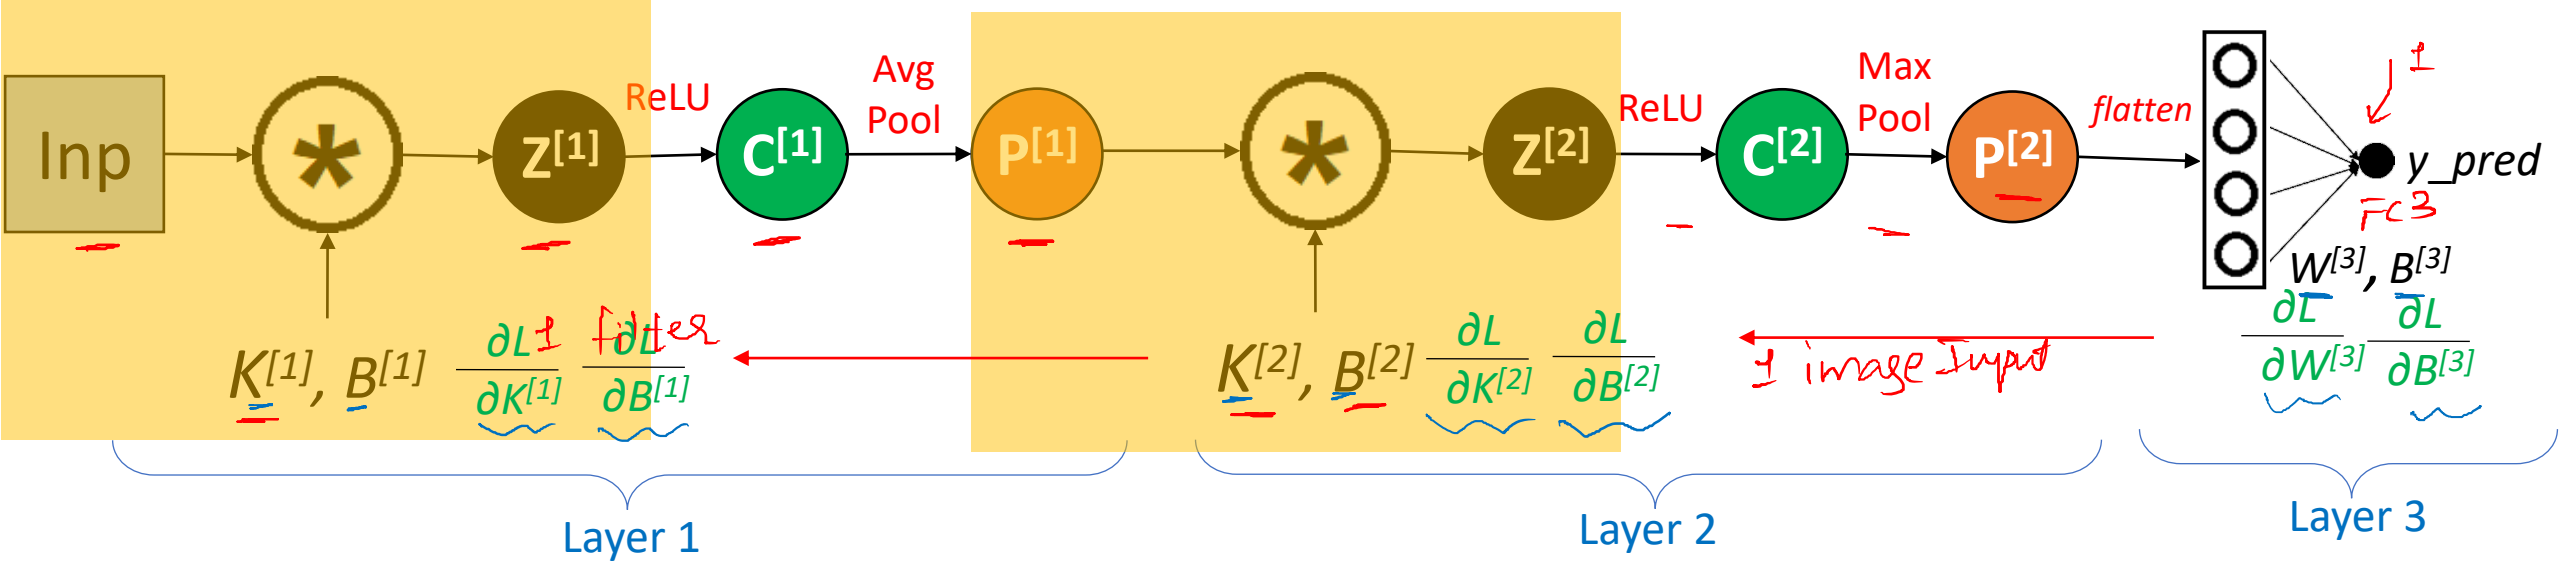 Inp
*
Z[1]
ReLU
C[1]
Avg
Pool
P[1]
*
Z[2]
ReLU
C[2]
Max
Pool
P[2]
flatten
1
y_pred
FC3
W[3], B[3]
K[1], B[1]
∂L
∂K[1]
∂L
∂B[1]
1 filter
K[2], B[2]
∂L
∂K[2]
∂L
∂B[2]
1 image Input
∂L
∂W[3]
∂L
∂B[3]
Layer 1
Layer 2
Layer 3